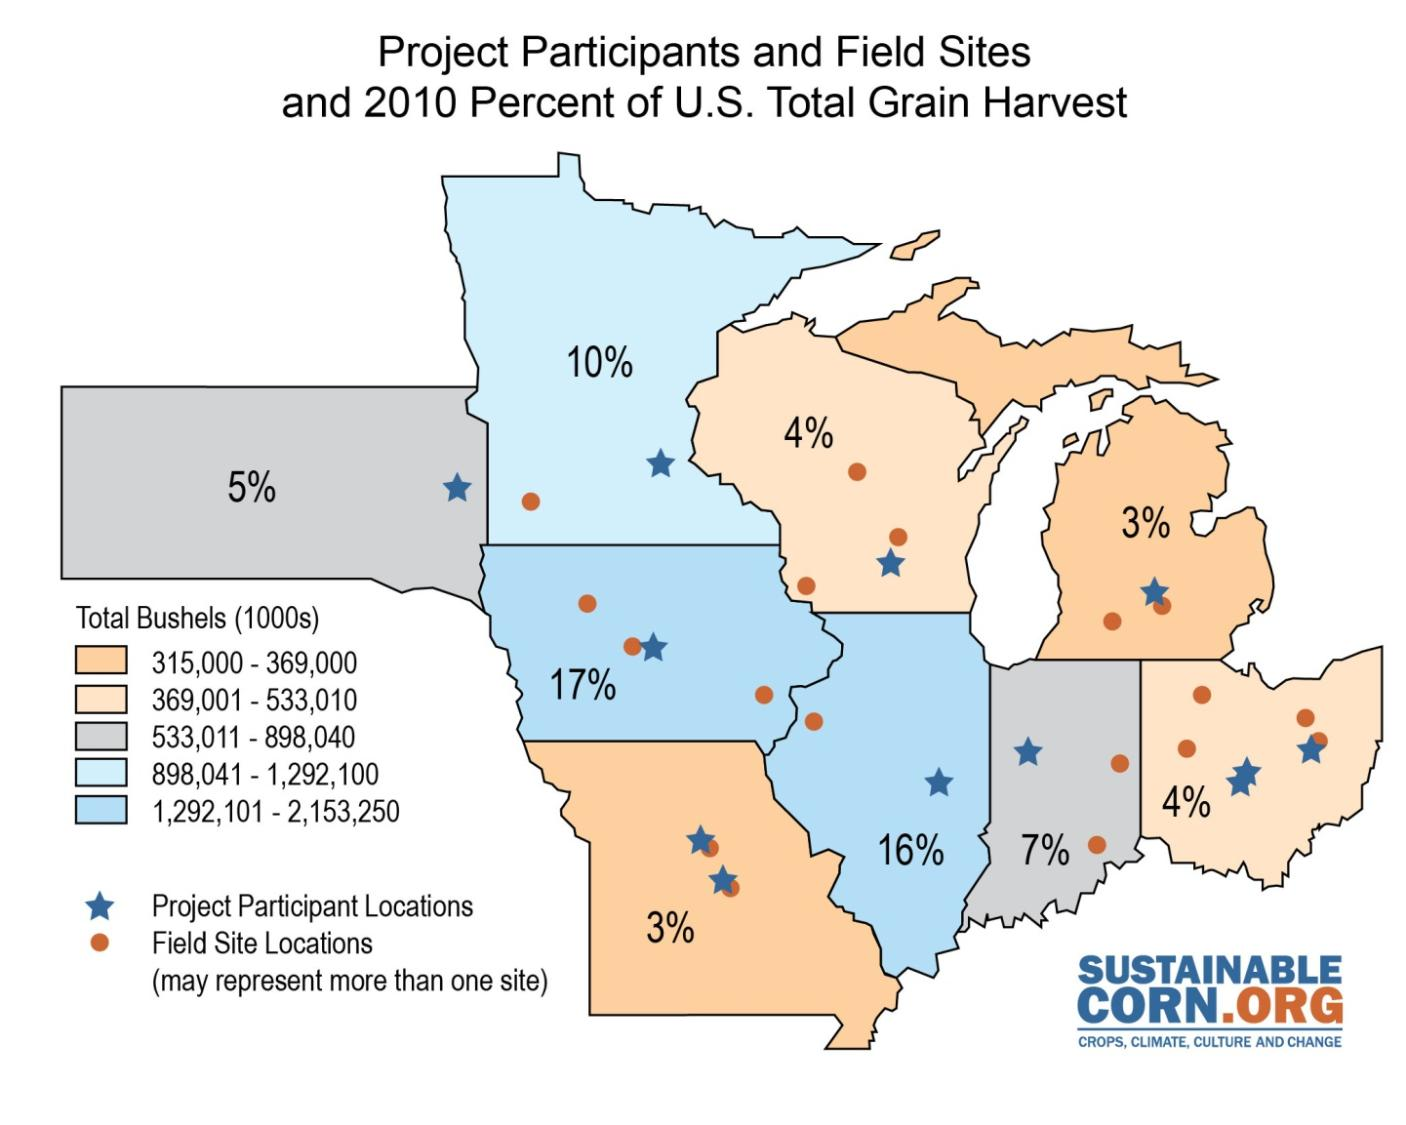 Project Participants and Field Sites
and 2010 Percent of U.S. Total Grain Harvest
10%
4%
5%
3%
17%
16%
7%
4%
3%
Total Bushels (1000s)
315,000 - 369,000
369,001 - 533,010
533,011 - 898,040
898,041 - 1,292,100
1,292,101 - 2,153,250
Project Participant Locations
Field Site Locations
(may represent more than one site)
SUSTAINABLE
CORN.ORG
CROPS, CLIMATE, CULTURE AND CHANGE